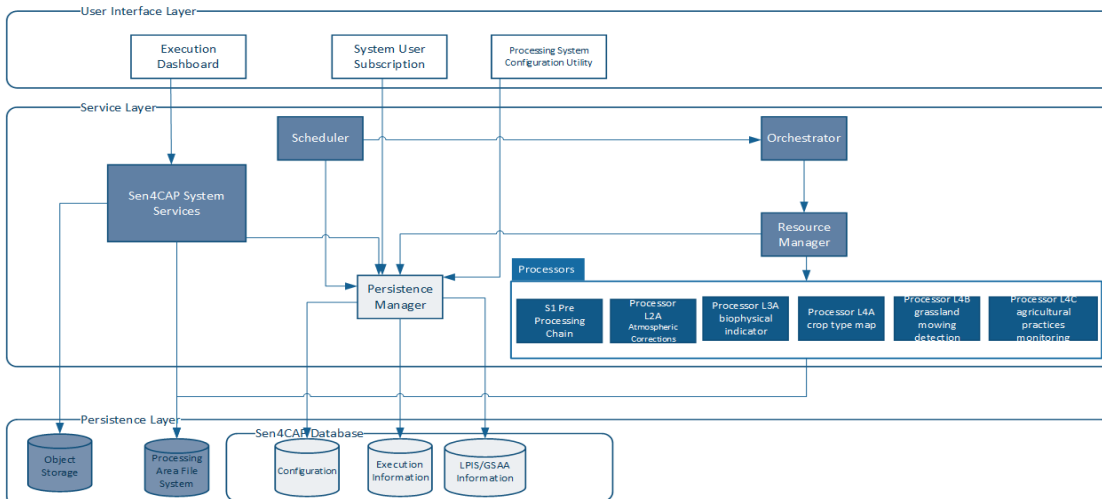 User Interface Layer
Execution
Dashboard
System User
Subscription
Processing System
Configuration Utility
Service Layer
Scheduler
Orchestrator
Sen4CAP System
Services
Resource
Manager
Persistence
Manager
Processors
S1 Pre
Processing
Chain
Processor
L2A
Atmospheric
Corrections
Processor L3A
biophysical
indicator
Processor L4A
crop type map
Processor L4B
grassland
mowing
detection
Processor L4C
agricultural
practices
monitoring
Persistence Layer
Object
Storage
Processing
Area File
System
Sen4CAP Database
Configuration
Execution
Information
LPIS/GSAA
Information